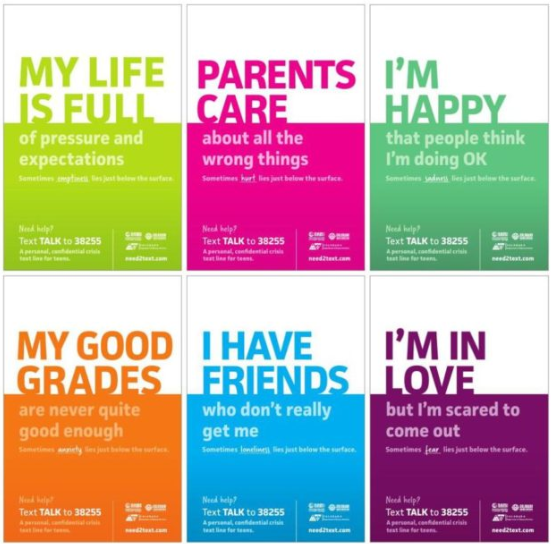 MY LIFE
IS FULL
of pressure and
expectations
Sometimes emptiness lies just below the surface.
Need help?
Text TALK to 38255
A personal, confidential crisis
text line for teens.
need2text.com
PARENTS
CARE
about all the
wrong things
Sometimes hurt lies just below the surface.
Need help?
Text TALK to 38255
A personal, confidential crisis
text line for teens.
need2text.com
I'M
HAPPY
that people think
I'm doing OK
Sometimes sadness lies just below the surface.
Need help?
Text TALK to 38255
A personal, confidential crisis
text line for teens.
need2text.com
MY GOOD
GRADES
are never quite
good enough
Sometimes anxiety lies just below the surface.
Need help?
Text TALK to 38255
A personal, confidential crisis
text line for teens.
need2text.com
I HAVE
FRIENDS
who don't really
get me
Sometimes loneliness lies just below the surface.
Need help?
Text TALK to 38255
A personal, confidential crisis
text line for teens.
need2text.com
I'M IN
LOVE
but I'm scared to
come out
Sometimes fear lies just below the surface.
Need help?
Text TALK to 38255
A personal, confidential crisis
text line for teens.
need2text.com